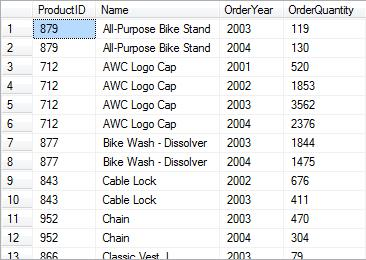 ProductID Name OrderYear OrderQuantity
1 879 All-Purpose Bike Stand 2003 119
2 879 All-Purpose Bike Stand 2004 130
3 712 AWC Logo Cap 2001 520
4 712 AWC Logo Cap 2002 1853
5 712 AWC Logo Cap 2003 3562
6 712 AWC Logo Cap 2004 2376
7 877 Bike Wash - Dissolver 2003 1844
8 877 Bike Wash - Dissolver 2004 1475
9 843 Cable Lock 2002 676
10 843 Cable Lock 2003 411
11 952 Chain 2003 470
12 952 Chain 2004 304
13 866 Classic Vest, L 2003 79